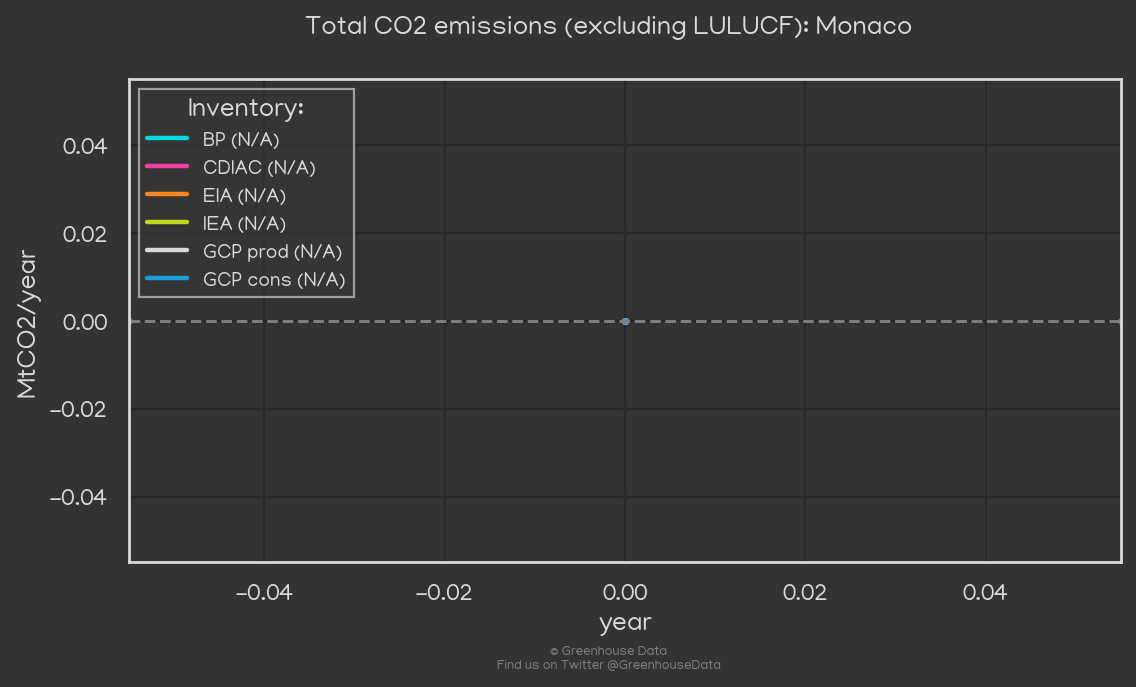 Total CO2 emissions (excluding LULUCF): Monaco
Inventory:
BP (N/A)
CDIAC (N/A)
EIA (N/A)
IEA (N/A)
GCP prod (N/A)
GCP cons (N/A)
0.04
0.02
0.00
−0.02
−0.04
MtCO2/year
−0.04
−0.02
0.00
0.02
0.04
year
© Greenhouse Data
Find us on Twitter @GreenhouseData